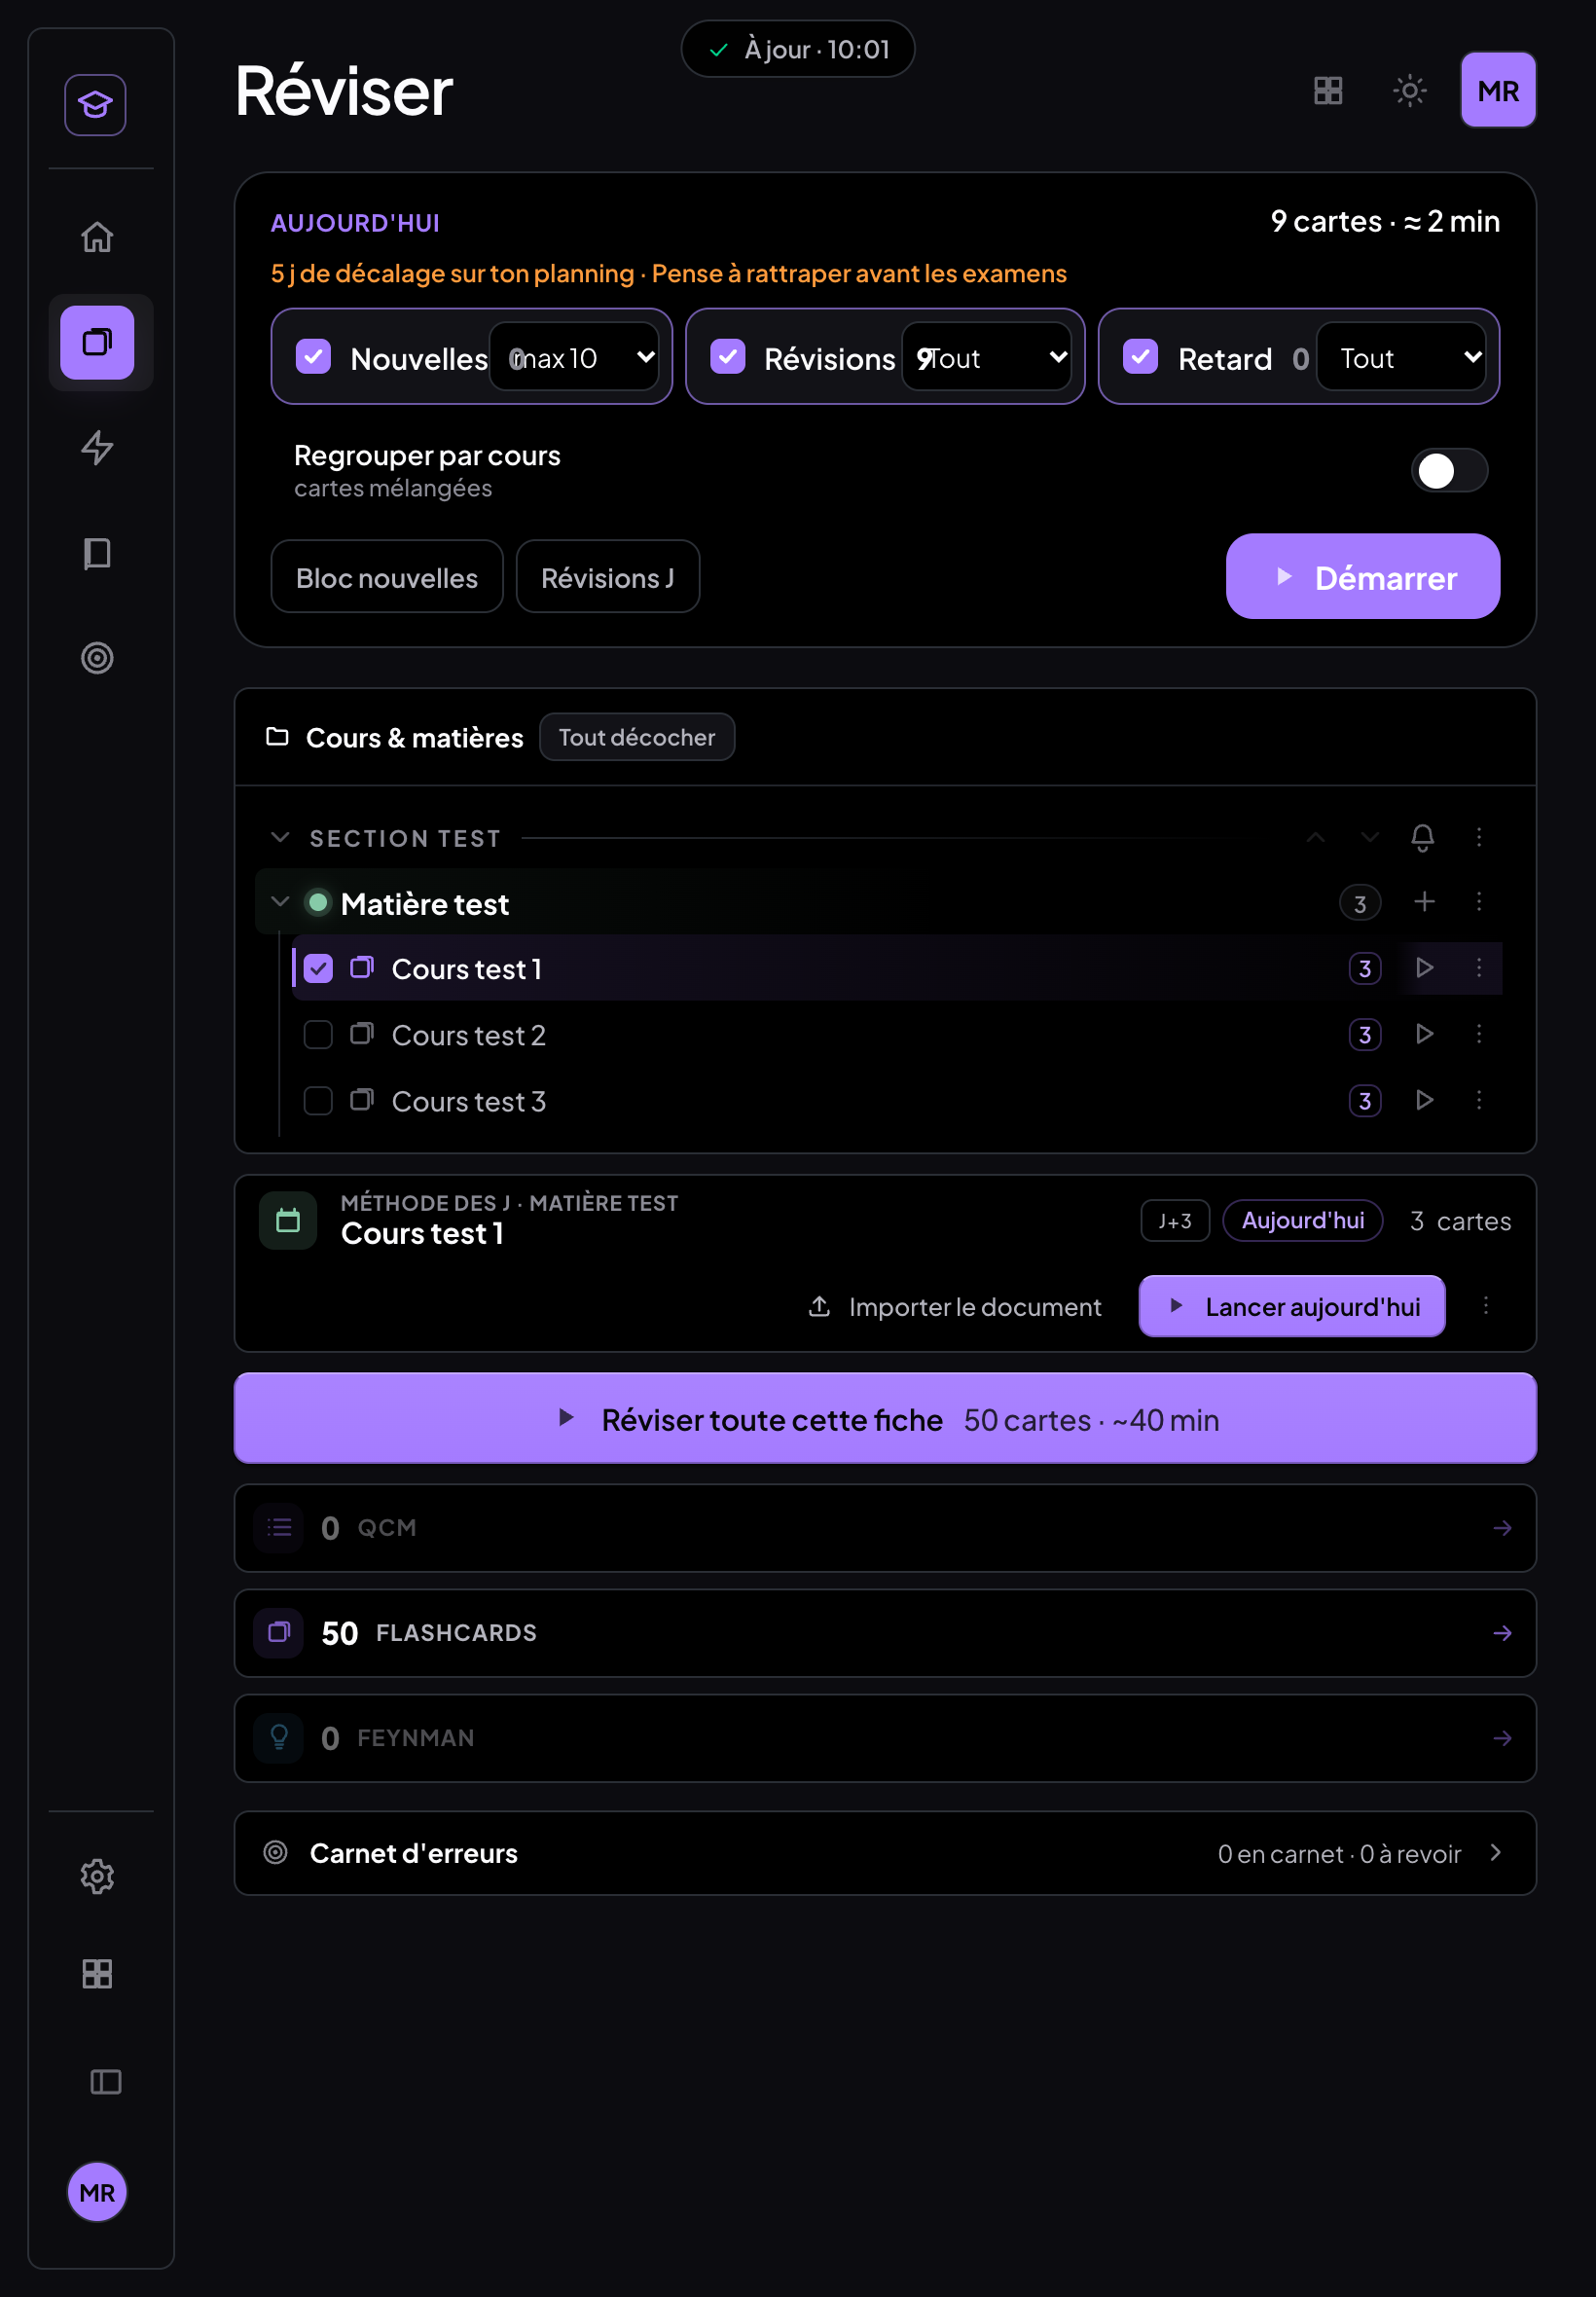 À jour · 10:01
Réviser
MR
AUJOURD'HUI
9 cartes · ≈ 2 min
5 j de décalage sur ton planning · Pense à rattraper avant les examens
Nouvelles 0 max 10
Révisions 9 Tout
Retard 0 Tout
Regrouper par cours
cartes mélangées
Bloc nouvelles
Révisions J
Démarrer
Cours & matières
Tout décocher
SECTION TEST
Matière test
3
Cours test 1
3
Cours test 2
3
Cours test 3
3
MÉTHODE DES J · MATIÈRE TEST
Cours test 1
J+3
Aujourd'hui
3 cartes
Importer le document
Lancer aujourd'hui
Réviser toute cette fiche 50 cartes · ~40 min
0 QCM
50 FLASHCARDS
0 FEYNMAN
Carnet d'erreurs
0 en carnet · 0 à revoir
MR